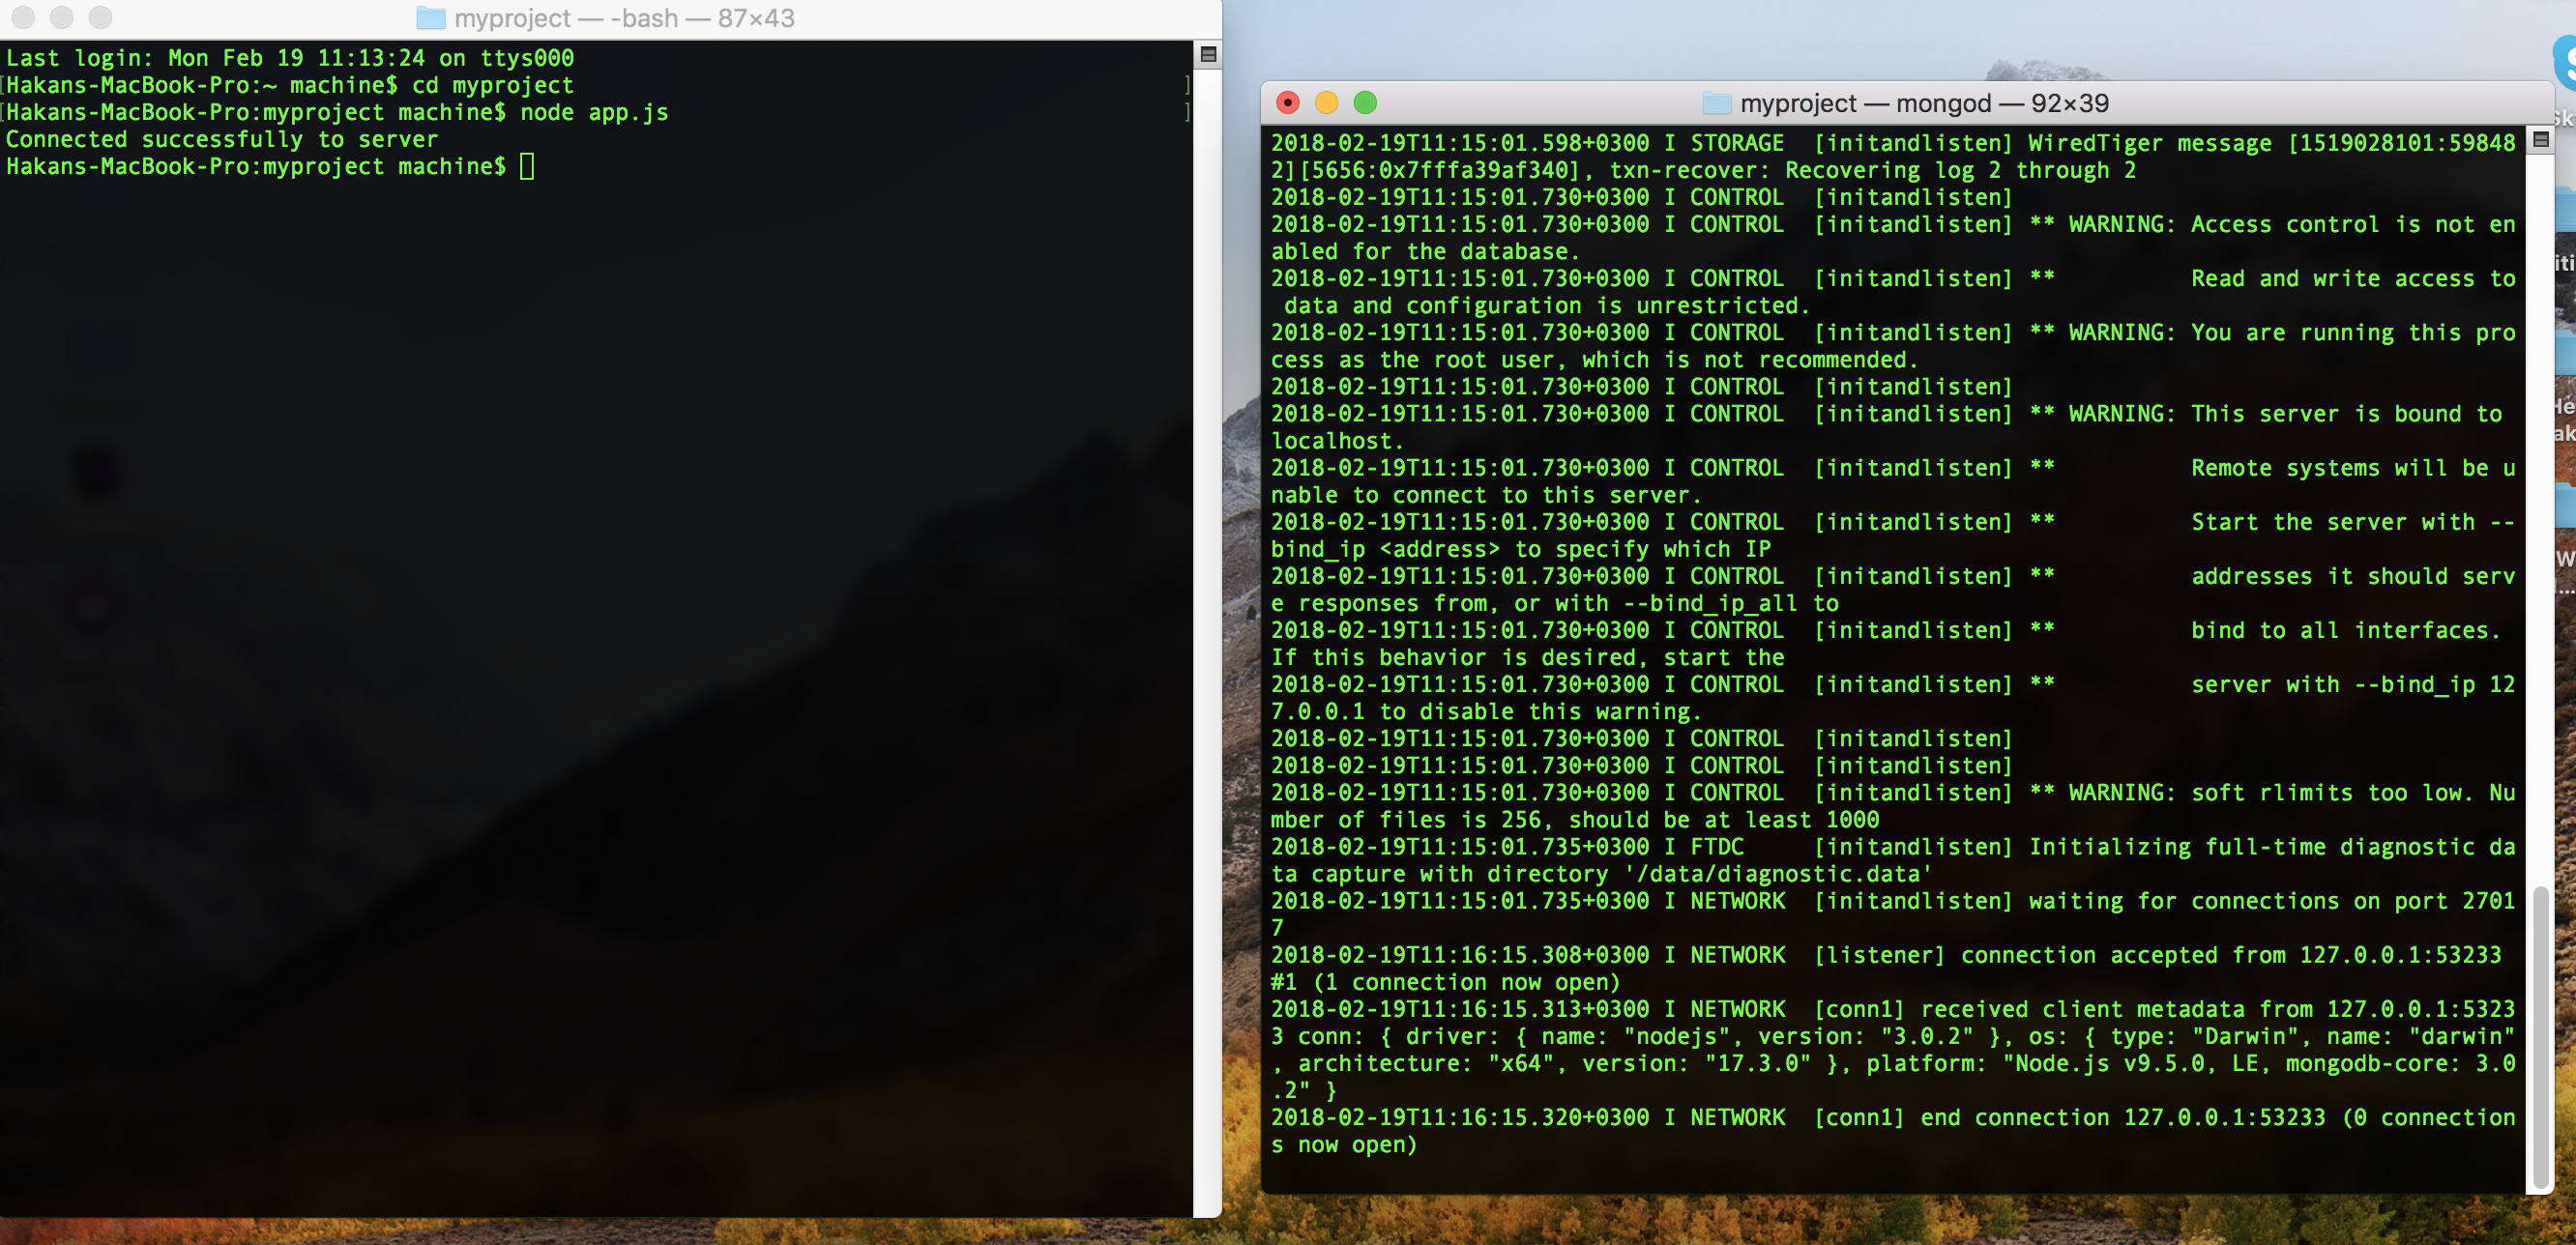 myproject — -bash — 87×43
Last login: Mon Feb 19 11:13:24 on ttys000
[Hakans-MacBook-Pro:~ machine$ cd myproject ]
[Hakans-MacBook-Pro:myproject machine$ node app.js ]
Connected successfully to server
Hakans-MacBook-Pro:myproject machine$
myproject — mongod — 92×39
2018-02-19T11:15:01.598+0300 I STORAGE  [initandlisten] WiredTiger message [1519028101:59848
2][5656:0x7fffa39af340], txn-recover: Recovering log 2 through 2
2018-02-19T11:15:01.730+0300 I CONTROL  [initandlisten]
2018-02-19T11:15:01.730+0300 I CONTROL  [initandlisten] ** WARNING: Access control is not en
abled for the database.
2018-02-19T11:15:01.730+0300 I CONTROL  [initandlisten] **          Read and write access to
 data and configuration is unrestricted.
2018-02-19T11:15:01.730+0300 I CONTROL  [initandlisten] ** WARNING: You are running this pro
cess as the root user, which is not recommended.
2018-02-19T11:15:01.730+0300 I CONTROL  [initandlisten]
2018-02-19T11:15:01.730+0300 I CONTROL  [initandlisten] ** WARNING: This server is bound to
localhost.
2018-02-19T11:15:01.730+0300 I CONTROL  [initandlisten] **          Remote systems will be u
nable to connect to this server.
2018-02-19T11:15:01.730+0300 I CONTROL  [initandlisten] **          Start the server with --
bind_ip <address> to specify which IP
2018-02-19T11:15:01.730+0300 I CONTROL  [initandlisten] **          addresses it should serv
e responses from, or with --bind_ip_all to
2018-02-19T11:15:01.730+0300 I CONTROL  [initandlisten] **          bind to all interfaces.
If this behavior is desired, start the
2018-02-19T11:15:01.730+0300 I CONTROL  [initandlisten] **          server with --bind_ip 12
7.0.0.1 to disable this warning.
2018-02-19T11:15:01.730+0300 I CONTROL  [initandlisten]
2018-02-19T11:15:01.730+0300 I CONTROL  [initandlisten]
2018-02-19T11:15:01.730+0300 I CONTROL  [initandlisten] ** WARNING: soft rlimits too low. Nu
mber of files is 256, should be at least 1000
2018-02-19T11:15:01.735+0300 I FTDC     [initandlisten] Initializing full-time diagnostic da
ta capture with directory '/data/diagnostic.data'
2018-02-19T11:15:01.735+0300 I NETWORK  [initandlisten] waiting for connections on port 2701
7
2018-02-19T11:16:15.308+0300 I NETWORK  [listener] connection accepted from 127.0.0.1:53233
#1 (1 connection now open)
2018-02-19T11:16:15.313+0300 I NETWORK  [conn1] received client metadata from 127.0.0.1:5323
3 conn: { driver: { name: "nodejs", version: "3.0.2" }, os: { type: "Darwin", name: "darwin"
, architecture: "x64", version: "17.3.0" }, platform: "Node.js v9.5.0, LE, mongodb-core: 3.0
.2" }
2018-02-19T11:16:15.320+0300 I NETWORK  [conn1] end connection 127.0.0.1:53233 (0 connection
s now open)